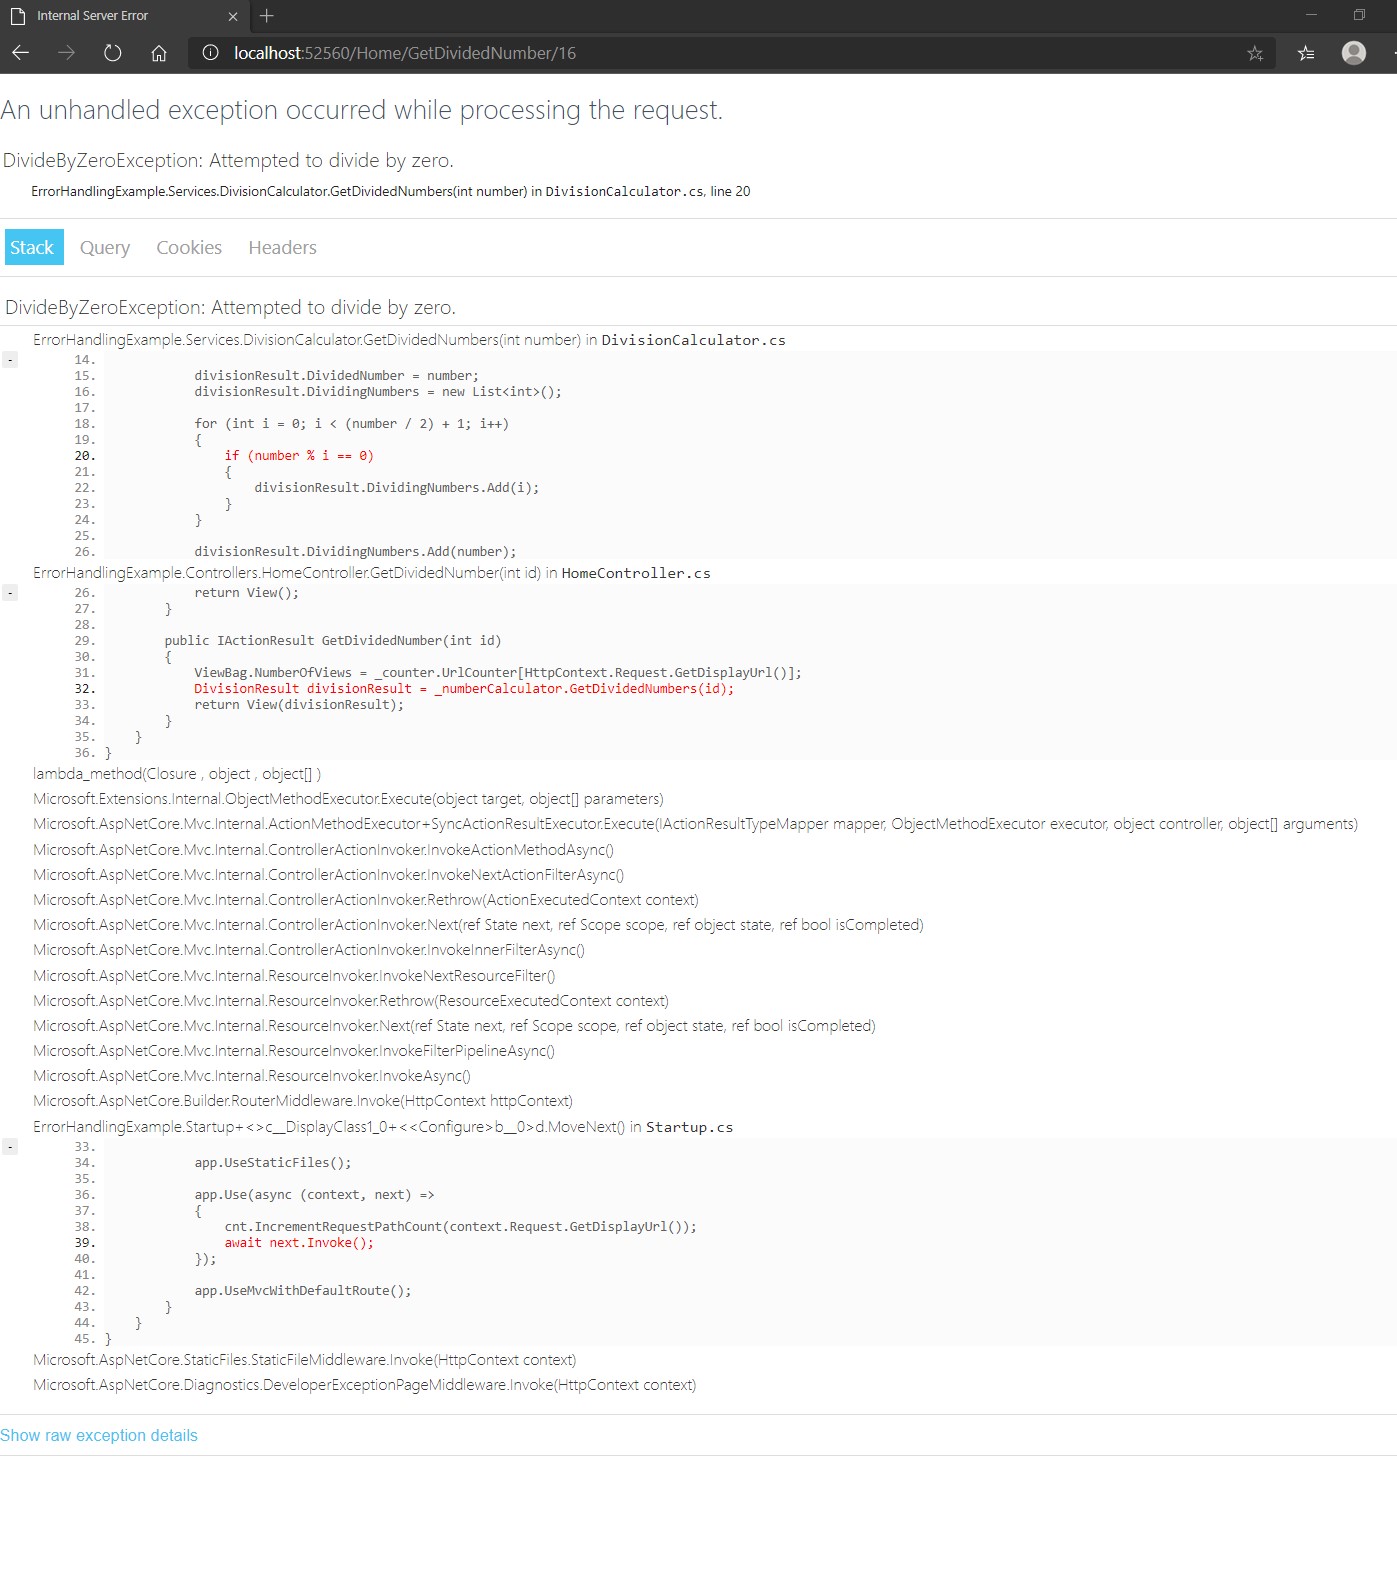 Internal Server Error
localhost:52560/Home/GetDividedNumber/16
An unhandled exception occurred while processing the request.
DivideByZeroException: Attempted to divide by zero.
ErrorHandlingExample.Services.DivisionCalculator.GetDividedNumbers(int number) in DivisionCalculator.cs, line 20
Stack Query Cookies Headers
DivideByZeroException: Attempted to divide by zero.
ErrorHandlingExample.Services.DivisionCalculator.GetDividedNumbers(int number) in DivisionCalculator.cs
- 14.
15. divisionResult.DividedNumber = number;
16. divisionResult.DividingNumbers = new List<int>();
17.
18. for (int i = 0; i < (number / 2) + 1; i++)
19. {
20. if (number % i == 0)
21. {
22. divisionResult.DividingNumbers.Add(i);
23. }
24. }
25.
26. divisionResult.DividingNumbers.Add(number);
ErrorHandlingExample.Controllers.HomeController.GetDividedNumber(int id) in HomeController.cs
- 26. return View();
27. }
28.
29. public IActionResult GetDividedNumber(int id)
30. {
31. ViewBag.NumberOfViews = _counter.UrlCounter[HttpContext.Request.GetDisplayUrl()];
32. DivisionResult divisionResult = _numberCalculator.GetDividedNumbers(id);
33. return View(divisionResult);
34. }
35. }
36. }
lambda_method(Closure , object , object[] )
Microsoft.Extensions.Internal.ObjectMethodExecutor.Execute(object target, object[] parameters)
Microsoft.AspNetCore.Mvc.Internal.ActionMethodExecutor+SyncActionResultExecutor.Execute(IActionResultTypeMapper mapper, ObjectMethodExecutor executor, object controller, object[] arguments)
Microsoft.AspNetCore.Mvc.Internal.ControllerActionInvoker.InvokeActionMethodAsync()
Microsoft.AspNetCore.Mvc.Internal.ControllerActionInvoker.InvokeNextActionFilterAsync()
Microsoft.AspNetCore.Mvc.Internal.ControllerActionInvoker.Rethrow(ActionExecutedContext context)
Microsoft.AspNetCore.Mvc.Internal.ControllerActionInvoker.Next(ref State next, ref Scope scope, ref object state, ref bool isCompleted)
Microsoft.AspNetCore.Mvc.Internal.ControllerActionInvoker.InvokeInnerFilterAsync()
Microsoft.AspNetCore.Mvc.Internal.ResourceInvoker.InvokeNextResourceFilter()
Microsoft.AspNetCore.Mvc.Internal.ResourceInvoker.Rethrow(ResourceExecutedContext context)
Microsoft.AspNetCore.Mvc.Internal.ResourceInvoker.Next(ref State next, ref Scope scope, ref object state, ref bool isCompleted)
Microsoft.AspNetCore.Mvc.Internal.ResourceInvoker.InvokeFilterPipelineAsync()
Microsoft.AspNetCore.Mvc.Internal.ResourceInvoker.InvokeAsync()
Microsoft.AspNetCore.Builder.RouterMiddleware.Invoke(HttpContext httpContext)
ErrorHandlingExample.Startup+<>c__DisplayClass1_0+<<Configure>b__0>d.MoveNext() in Startup.cs
- 33.
34. app.UseStaticFiles();
35.
36. app.Use(async (context, next) =>
37. {
38. cnt.IncrementRequestPathCount(context.Request.GetDisplayUrl());
39. await next.Invoke();
40. });
41.
42. app.UseMvcWithDefaultRoute();
43. }
44. }
45. }
Microsoft.AspNetCore.StaticFiles.StaticFileMiddleware.Invoke(HttpContext context)
Microsoft.AspNetCore.Diagnostics.DeveloperExceptionPageMiddleware.Invoke(HttpContext context)
Show raw exception details